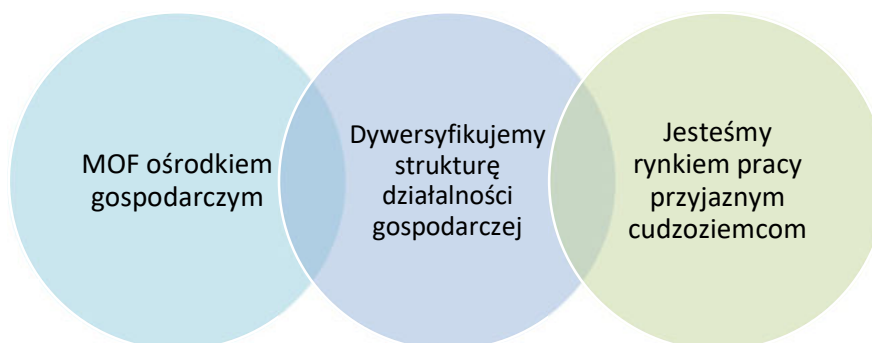 MOF ośrodkiem
gospodarczym
Dywersyfikujemy
strukturę
działalności
gospodarczej
Jesteśmy
rynkiem pracy
przyjaznym
cudzoziemcom